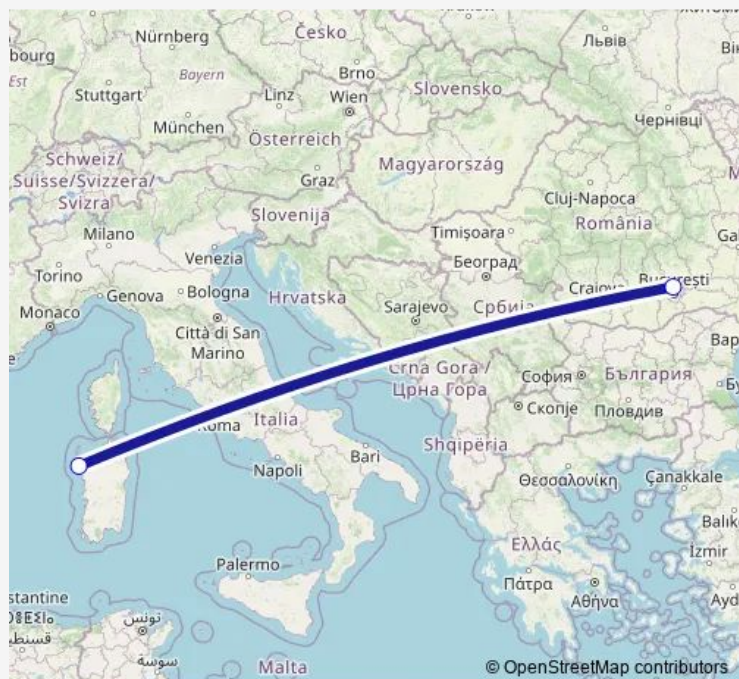 Česko
Львів
Nürnberg
bourg
Brno
Bayern
Est
Slovensko
Stuttgart
Linz
Wien
Чернівці
München
Österreich
Schweiz/
Suisse/Svizzera/
Svizra
Magyarország
Graz
Cluj-Napoca
Slovenija
România
Milano
Timișoara
Venezia
Београд
Torino
București
Genova
Bologna
Hrvatska
Craiova
Србија
Monaco
Sarajevo
Città di San
Marino
Crna Gora /
Црна Гора
София
България
Italia
Roma
Скопје
Пловдив
Shqipëria
Bari
Napoli
Θεσσαλονίκη
Çanakkale
Ελλάς
İzmir
Palermo
Πάτρα
Αθήνα
تونس
سوسة
Malta
© OpenStreetMap contributors